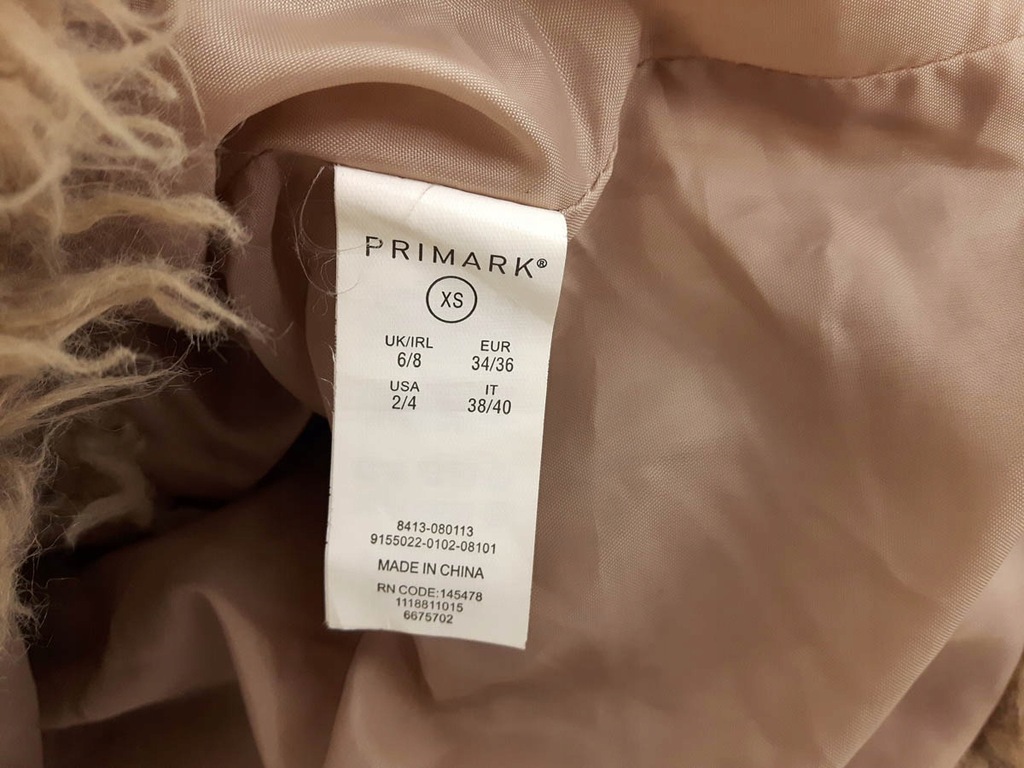 PRIMARK®
XS
UK/IRL EUR
6/8 34/36
USA IT
2/4 38/40
8413-080113
9155022-0102-08101
MADE IN CHINA
RN CODE:145478
1118811015
6675702